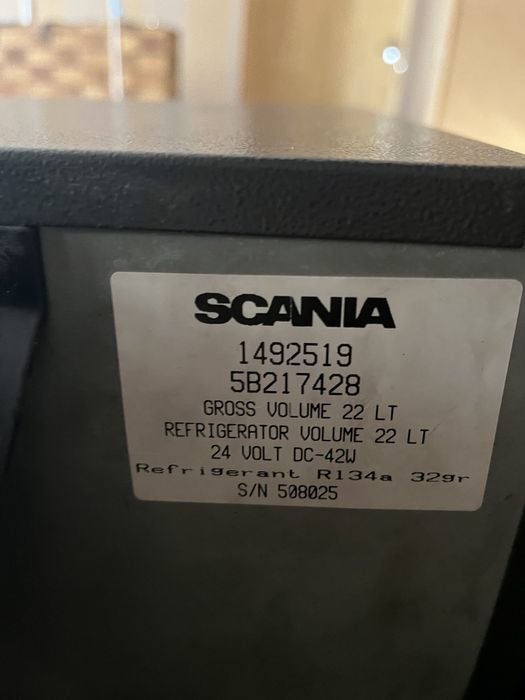 SCANIA
1492519
5B217428
GROSS VOLUME 22 LT
REFRIGERATOR VOLUME 22 LT
24 VOLT DC-42W
Refrigerant R134a 32gr
S/N 508025